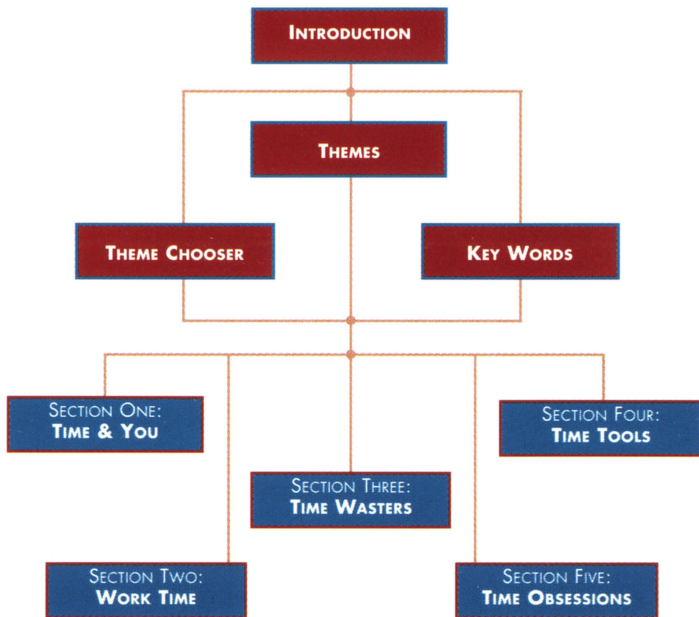 INTRODUCTION
THEMES
THEME CHOOSER
KEY WORDS
SECTION ONE:
TIME & YOU
SECTION FOUR:
TIME TOOLS
SECTION THREE:
TIME WASTERS
SECTION TWO:
WORK TIME
SECTION FIVE:
TIME OBSESSIONS